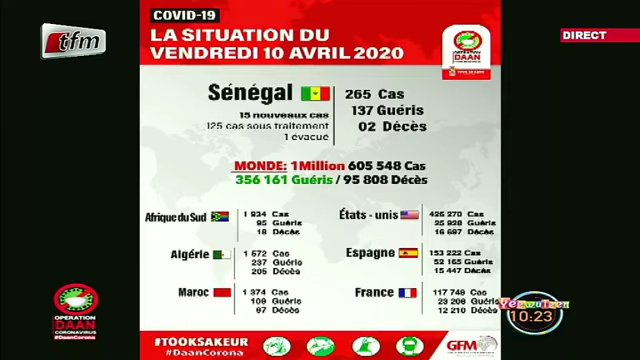 COVID-19
LA SITUATION DU
VENDREDI 10 AVRIL 2020
tfm
DIRECT
OPERATION
DAAN
CORONAVIRUS
Sénégal
15 nouveaux cas
125 cas sous traitement
1 évacué
265 Cas
137 Guéris
02 Décès
MONDE: 1Million 605 548 Cas
356 161 Guéris / 95 808 Décès
Afrique du Sud
1 934 Cas
95 Guéris
18 Décès
États - unis
426 270 Cas
25 928 Guéris
16 697 Décès
Algérie
1 572 Cas
237 Guéris
205 Décès
Espagne
153 222 Cas
52 165 Guéris
15 447 Décès
Maroc
1 374 Cas
109 Guéris
97 Décès
France
117 749 Cas
23 206 Guéris
12 210 Décès
OPERATION
DAAN
CORONAVIRUS
#DaanCorona
10:23
#TOOKSAKEUR
#DaanCorona
GFM